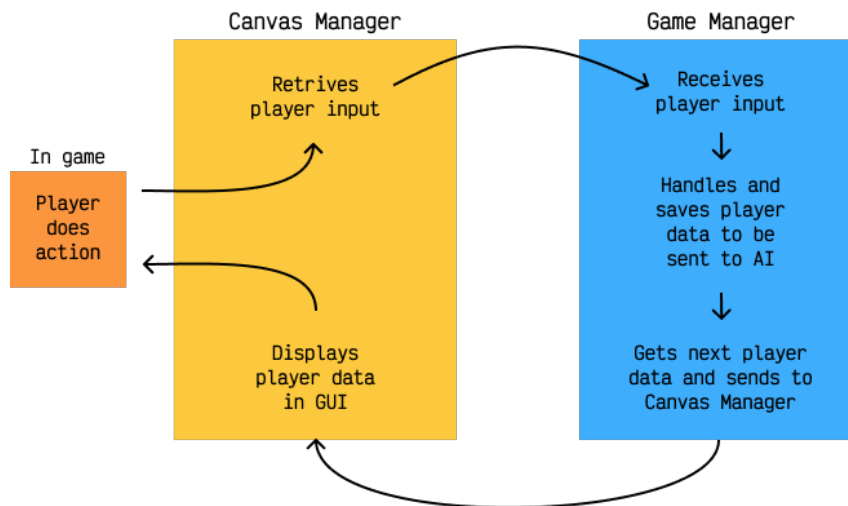 Canvas Manager
Game Manager
Retrives
player input
Receives
player input
In game
Player
does
action
Handles and
saves player
data to be
sent to AI
Displays
player data
in GUI
Gets next player
data and sends to
Canvas Manager